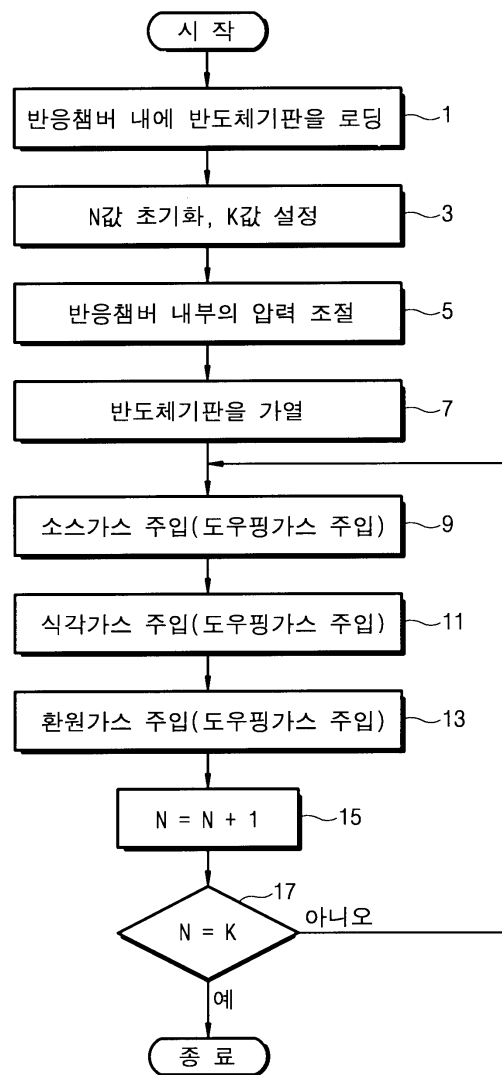 시 작
반응챔버 내에 반도체기판을 로딩
1
N값 초기화, K값 설정
3
반응챔버 내부의 압력 조절
5
반도체기판을 가열
7
소스가스 주입(도우핑가스 주입)
9
식각가스 주입(도우핑가스 주입)
11
환원가스 주입(도우핑가스 주입)
13
N = N + 1
15
17
N = K
아니오
예
종 료